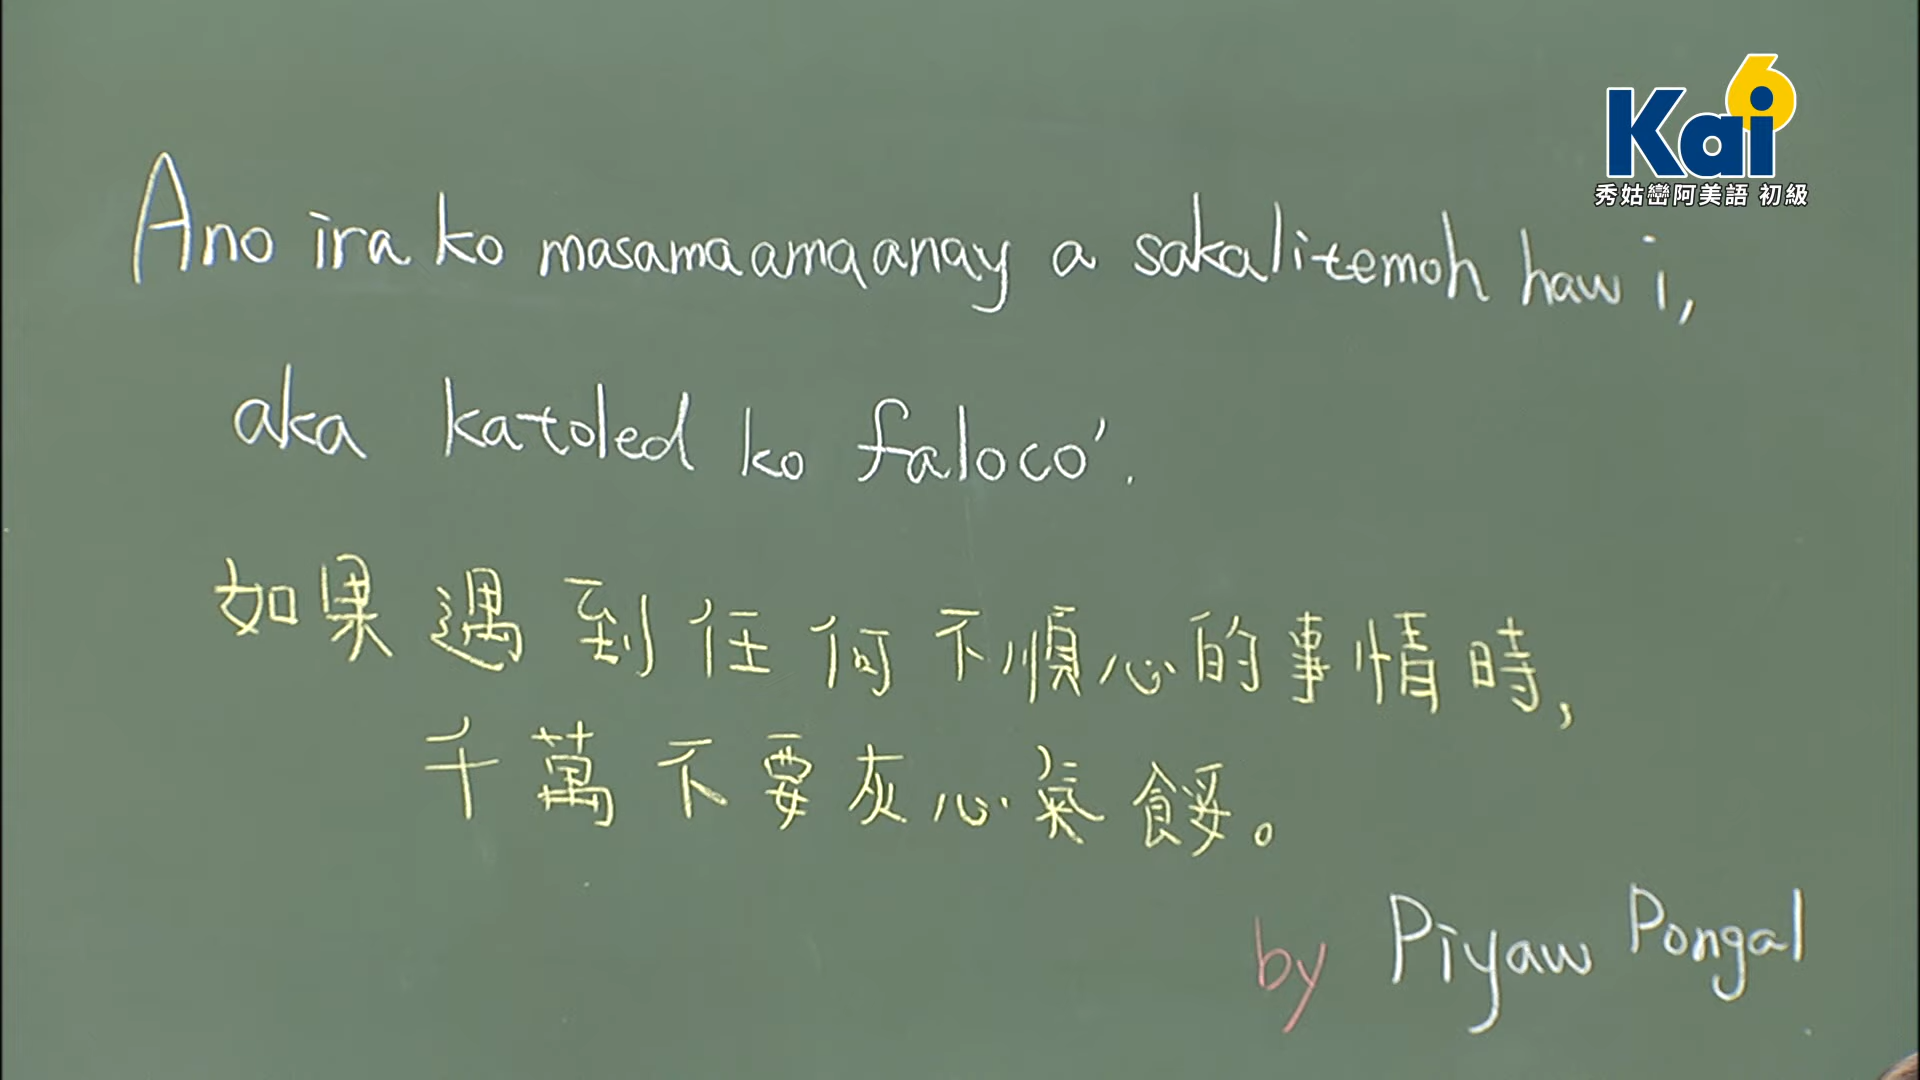 Kai 6
秀姑巒阿美語 初級
Ano ira ko masamaamaanay a sakalitemoh haw i,
aka katoled ko faloco'.
如果遇到任何不順心的事情時,
千萬不要灰心氣餒。
by Piyaw Pongal